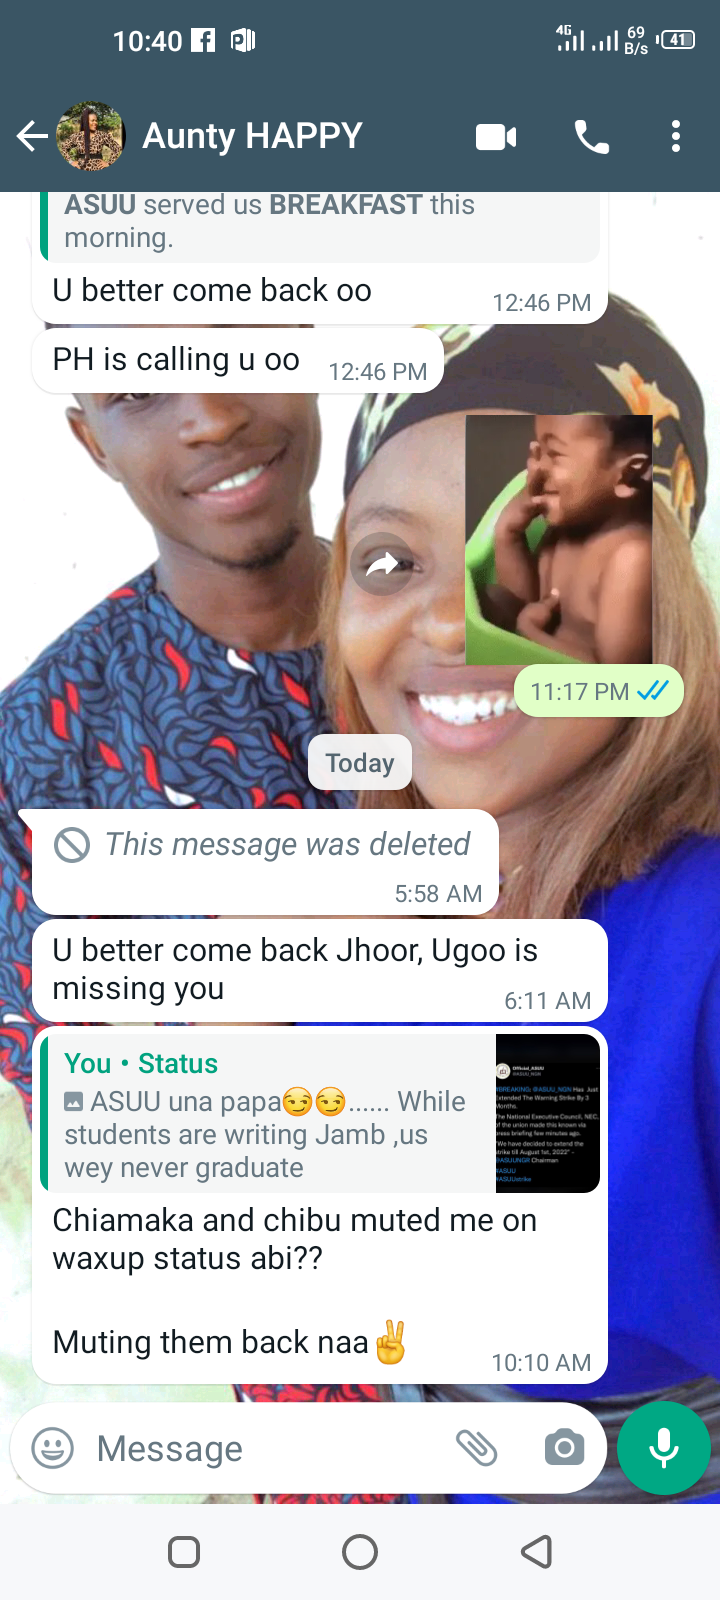 10:40
4G
69
B/s
41
Aunty HAPPY
ASUU served us BREAKFAST this
morning.
U better come back oo
12:46 PM
PH is calling u oo
12:46 PM
11:17 PM
Today
This message was deleted
5:58 AM
U better come back Jhoor, Ugoo is
missing you
6:11 AM
You • Status
ASUU una papa😏😏...... While
students are writing Jamb ,us
wey never graduate
Official_ASUU
#BREAKING: @ASUU_NGN Has Just
Extended The Warning Strike By 3
Months.
The National Executive Council, NEC,
of the union made this known via
press briefing few minutes ago.
"We have decided to extend the
strike till August 1st, 2022" -
@ASUUNGR Chairman
#ASUU
#ASUUstrike
Chiamaka and chibu muted me on
waxup status abi??
Muting them back naa✌
10:10 AM
Message